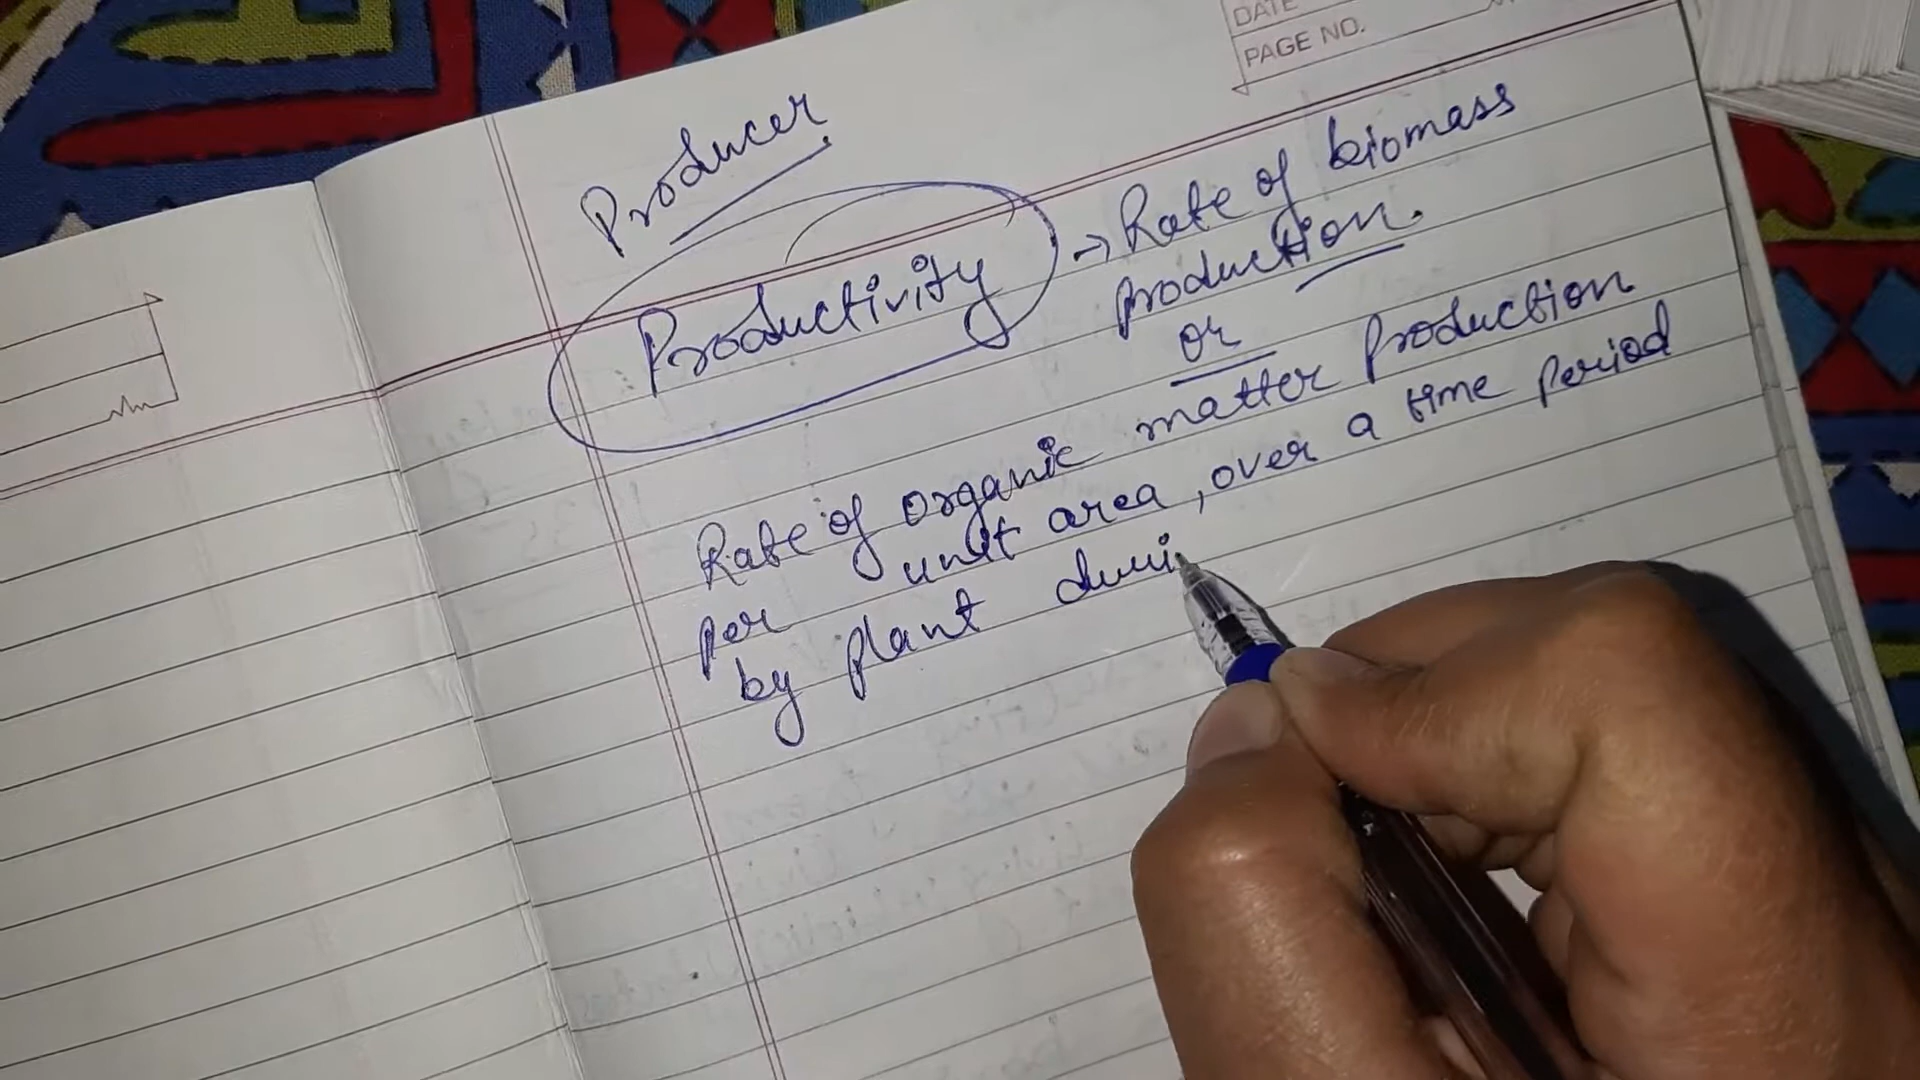 DATE
PAGE NO.
Producer
Productivity → Rate of biomass
production.
or
Rate of organic matter production
per unit area, over a time period
by plant duri